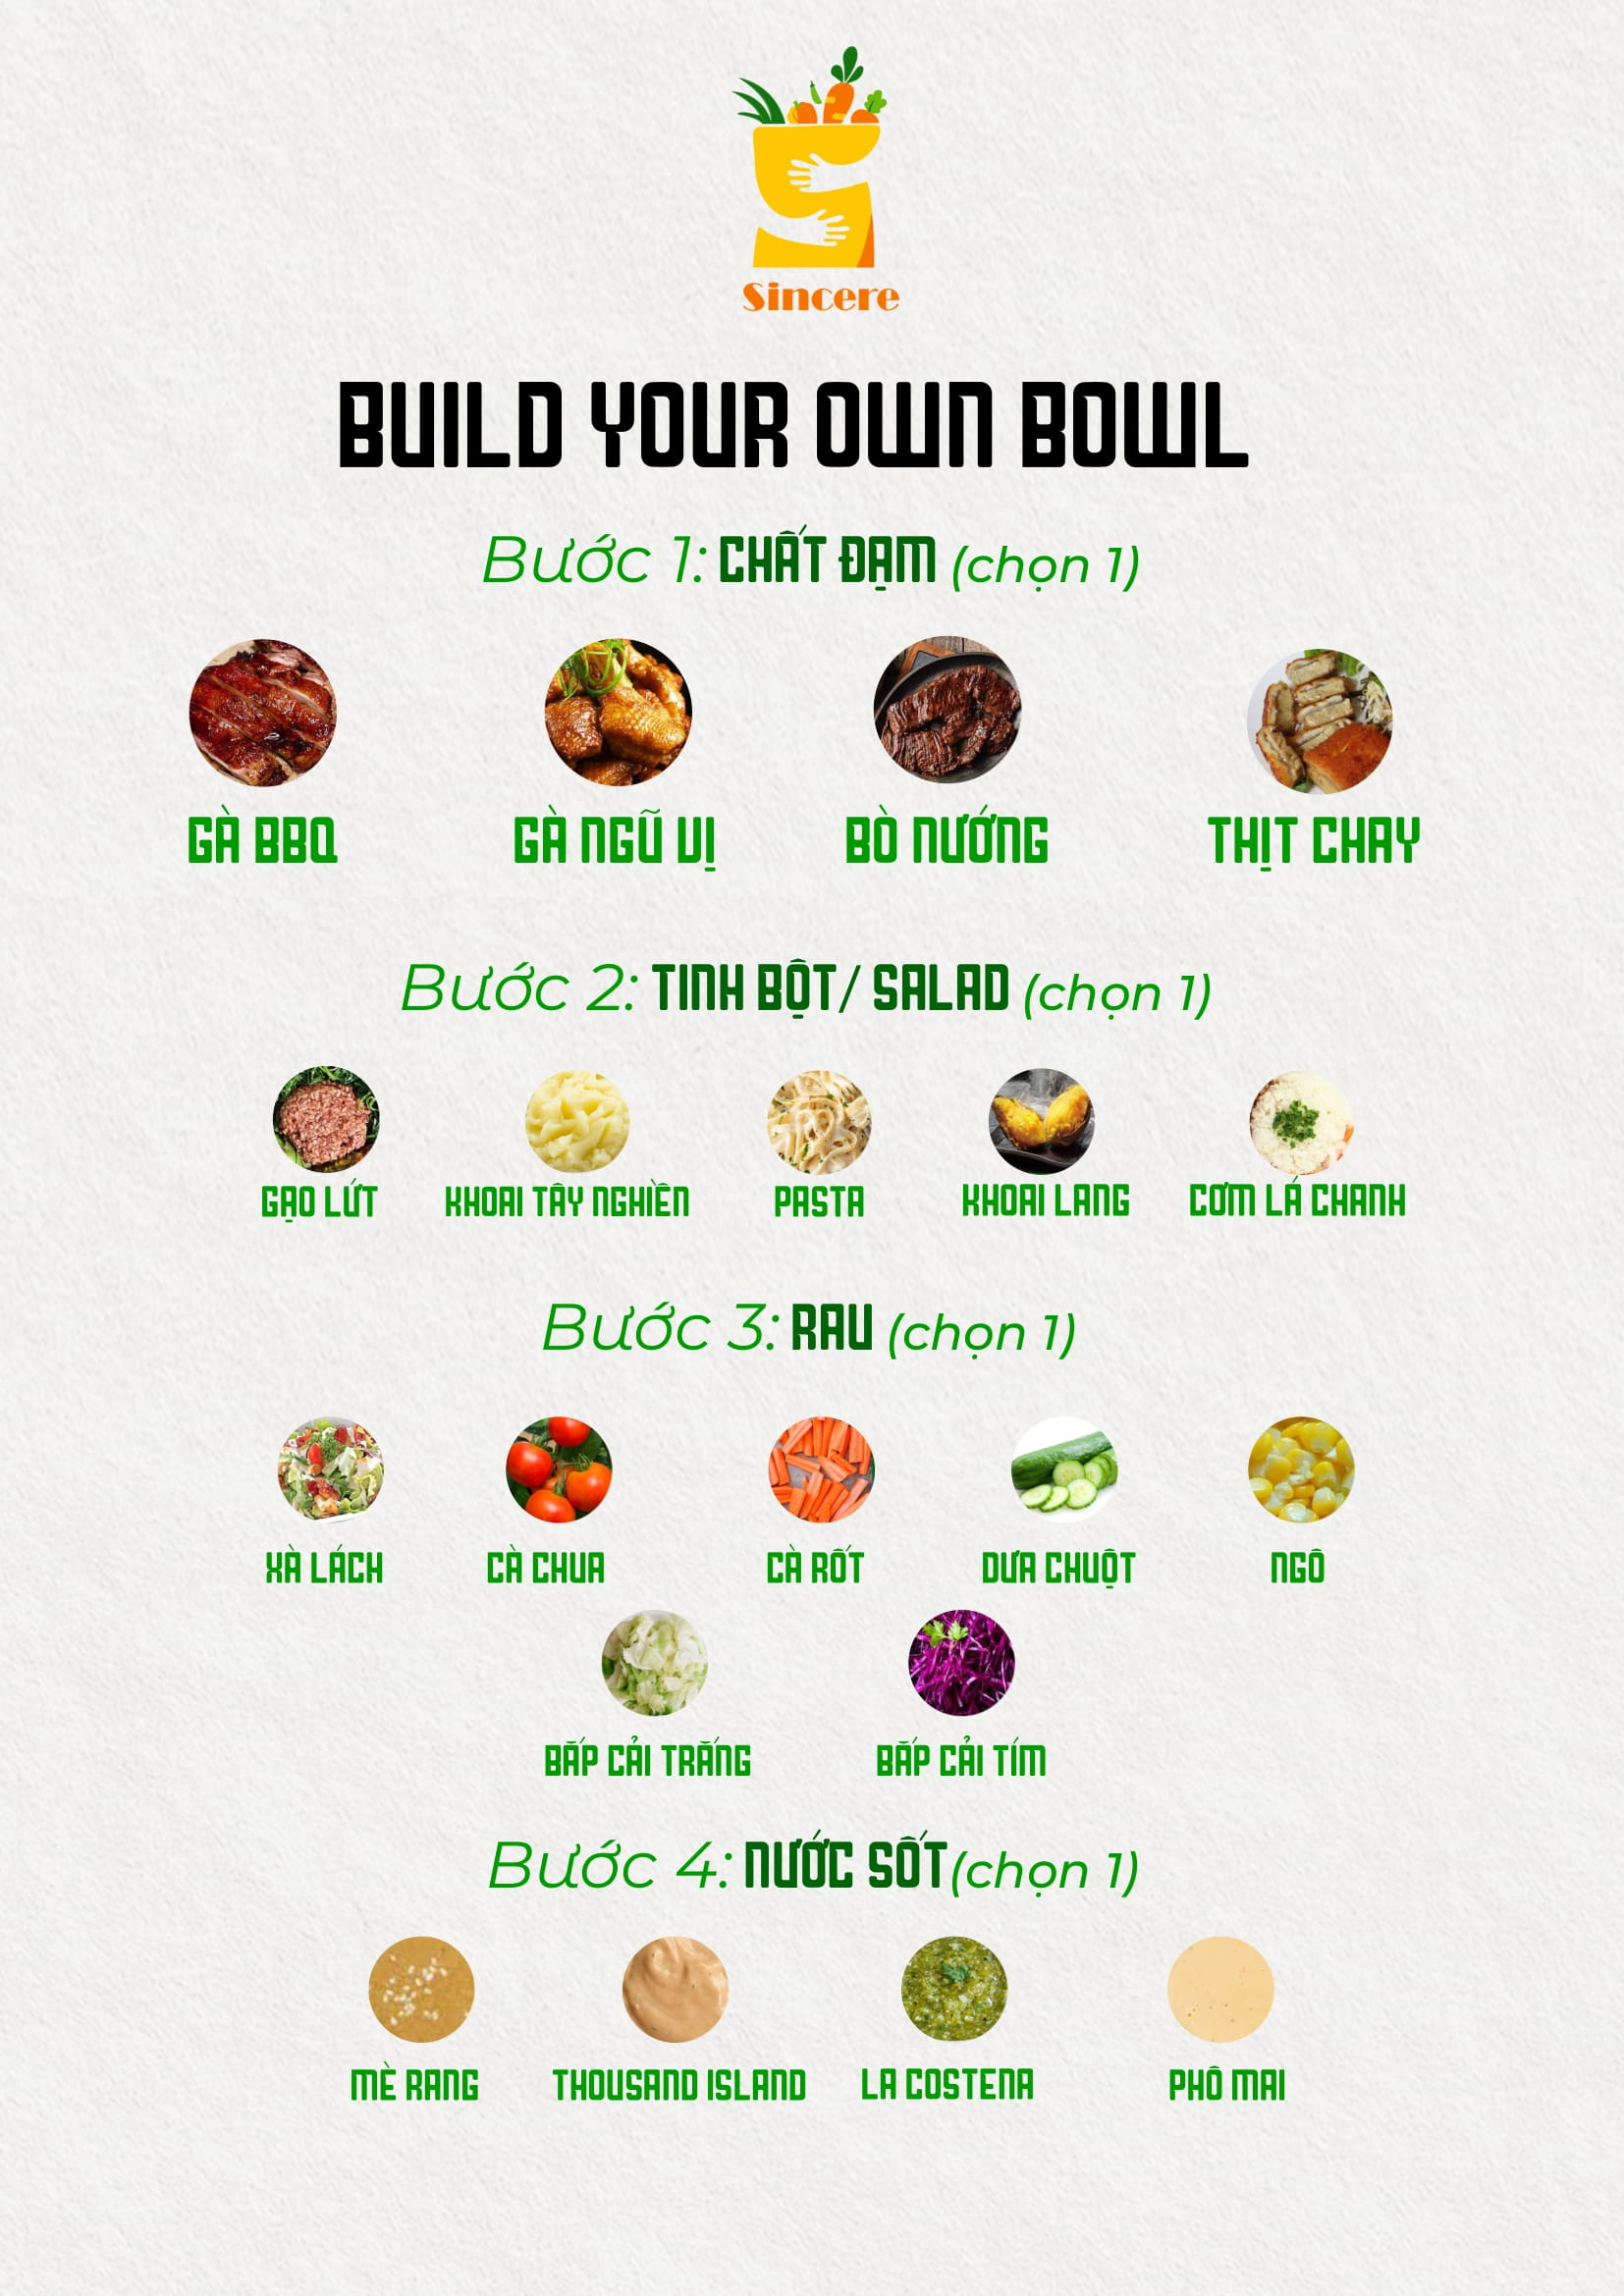 Sincere
BUILD YOUR OWN BOWL
Bước 1: CHẤT ĐẠM (chọn 1)
GÀ BBQ GÀ NGŨ VỊ BÒ NƯỚNG THỊT CHAY
Bước 2: TINH BỘT/ SALAD (chọn 1)
GẠO LỨT KHOAI TÂY NGHIỀN PASTA KHOAI LANG CƠM LÁ CHANH
Bước 3: RAU (chọn 1)
XÀ LÁCH CÀ CHUA CÀ RỐT DƯA CHUỘT NGÔ
BẮP CẢI TRẮNG BẮP CẢI TÍM
Bước 4: NƯỚC SỐT(chọn 1)
MÈ RANG THOUSAND ISLAND LA COSTENA PHÔ MAI